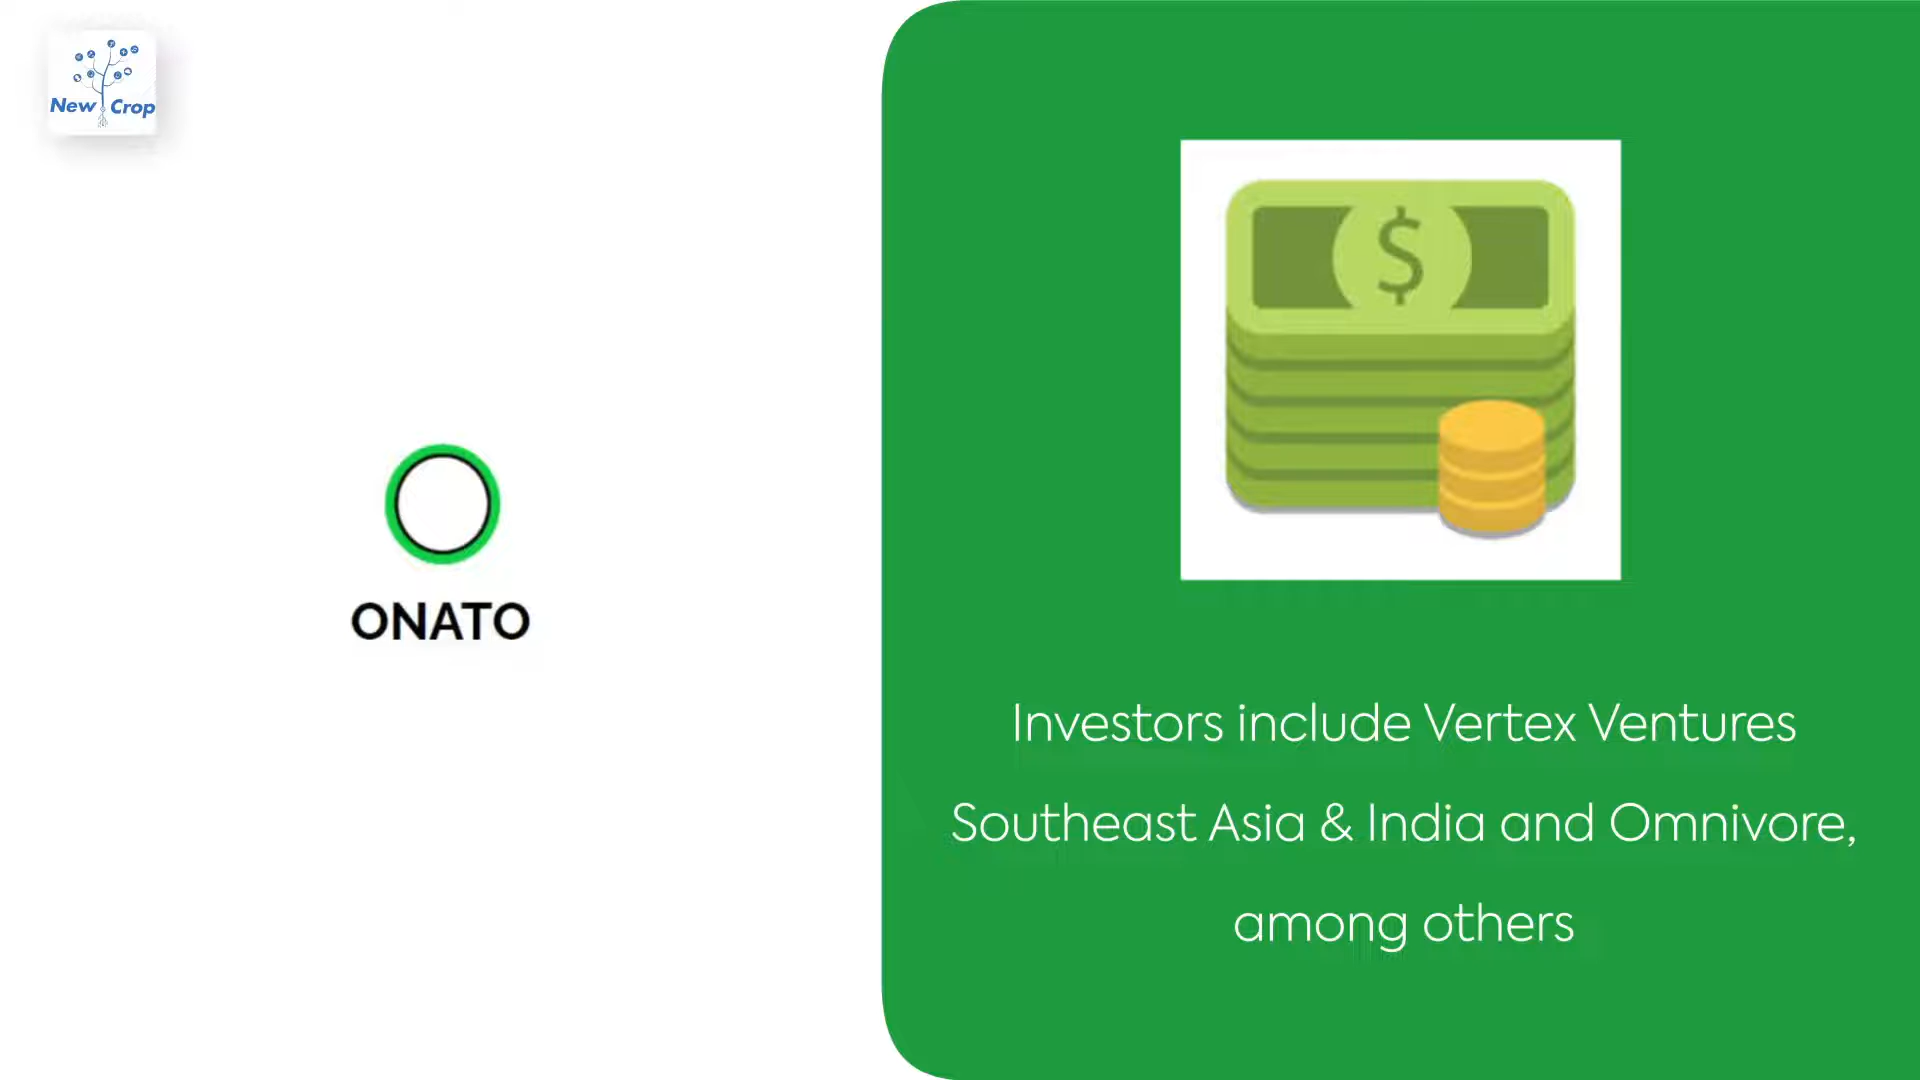 New Crop
ONATO
$
Investors include Vertex Ventures
Southeast Asia & India and Omnivore,
among others